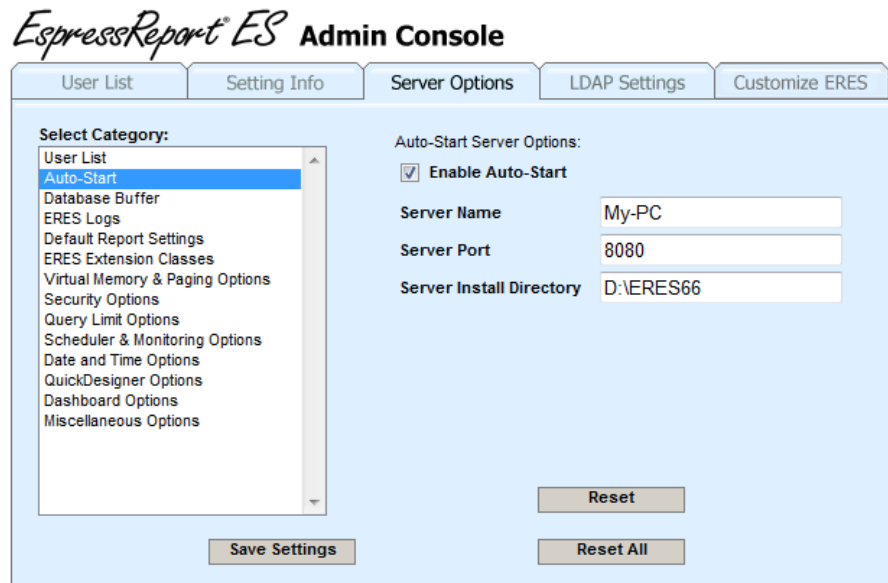 EspressReport® ES Admin Console
User List
Setting Info
Server Options
LDAP Settings
Customize ERES
Select Category:
User List
Auto-Start
Database Buffer
ERES Logs
Default Report Settings
ERES Extension Classes
Virtual Memory & Paging Options
Security Options
Query Limit Options
Scheduler & Monitoring Options
Date and Time Options
QuickDesigner Options
Dashboard Options
Miscellaneous Options
Auto-Start Server Options:
Enable Auto-Start
Server Name My-PC
Server Port 8080
Server Install Directory D:\ERES66
Reset
Save Settings
Reset All